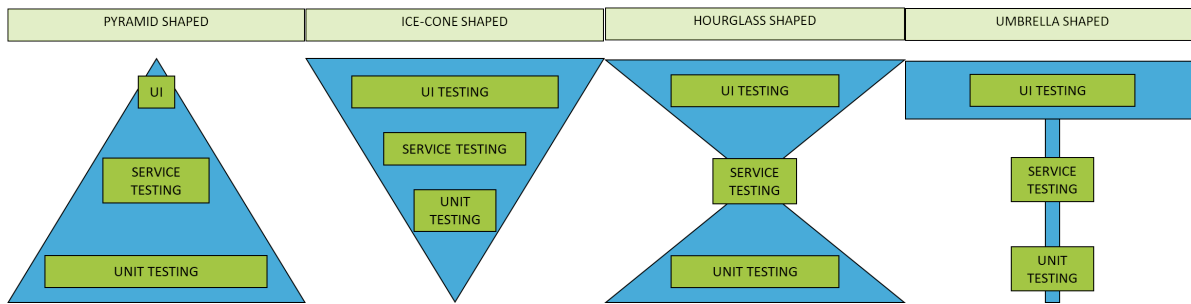 PYRAMID SHAPED
ICE-CONE SHAPED
HOURGLASS SHAPED
UMBRELLA SHAPED
UI
SERVICE
TESTING
UNIT TESTING
UI TESTING
SERVICE TESTING
UNIT
TESTING
UI TESTING
SERVICE
TESTING
UNIT TESTING
UI TESTING
SERVICE
TESTING
UNIT
TESTING